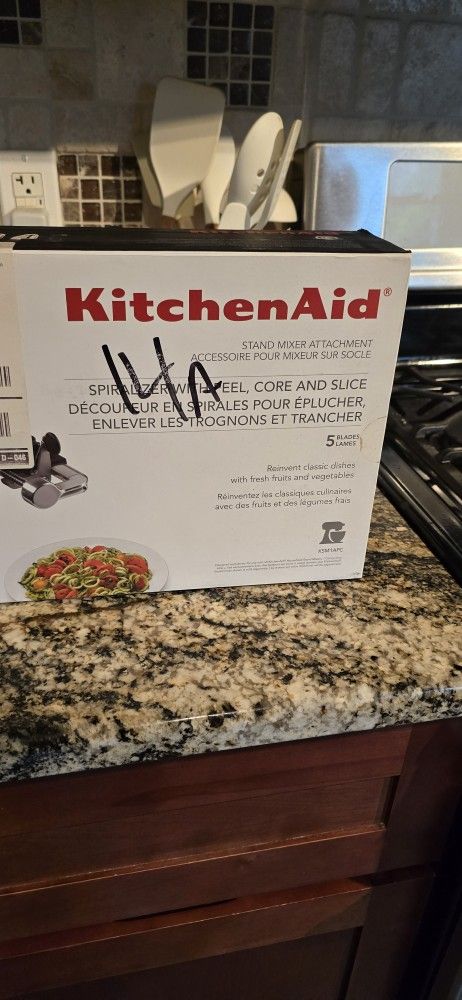 KitchenAid®
STAND MIXER ATTACHMENT
ACCESSOIRE POUR MIXEUR SUR SOCLE
14A
SPIRALIZER WITH PEEL, CORE AND SLICE
DÉCOUPEUR EN SPIRALES POUR ÉPLUCHER,
ENLEVER LES TROGNONS ET TRANCHER
5 BLADES
LAMES
D-046
Reinvent classic dishes
with fresh fruits and vegetables
Réinventez les classiques culinaires
avec des fruits et des légumes frais
KSM1APC